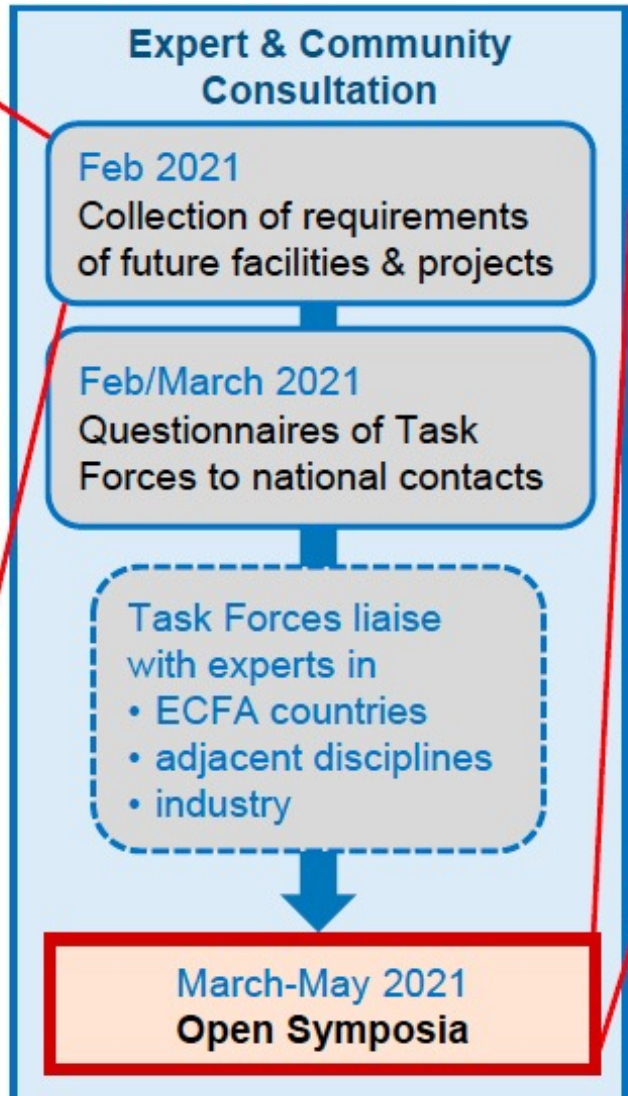 Expert & Community
Consultation
Feb 2021
Collection of requirements
of future facilities & projects
Feb/March 2021
Questionnaires of Task
Forces to national contacts
Task Forces liaise
with experts in
• ECFA countries
• adjacent disciplines
• industry
March-May 2021
Open Symposia